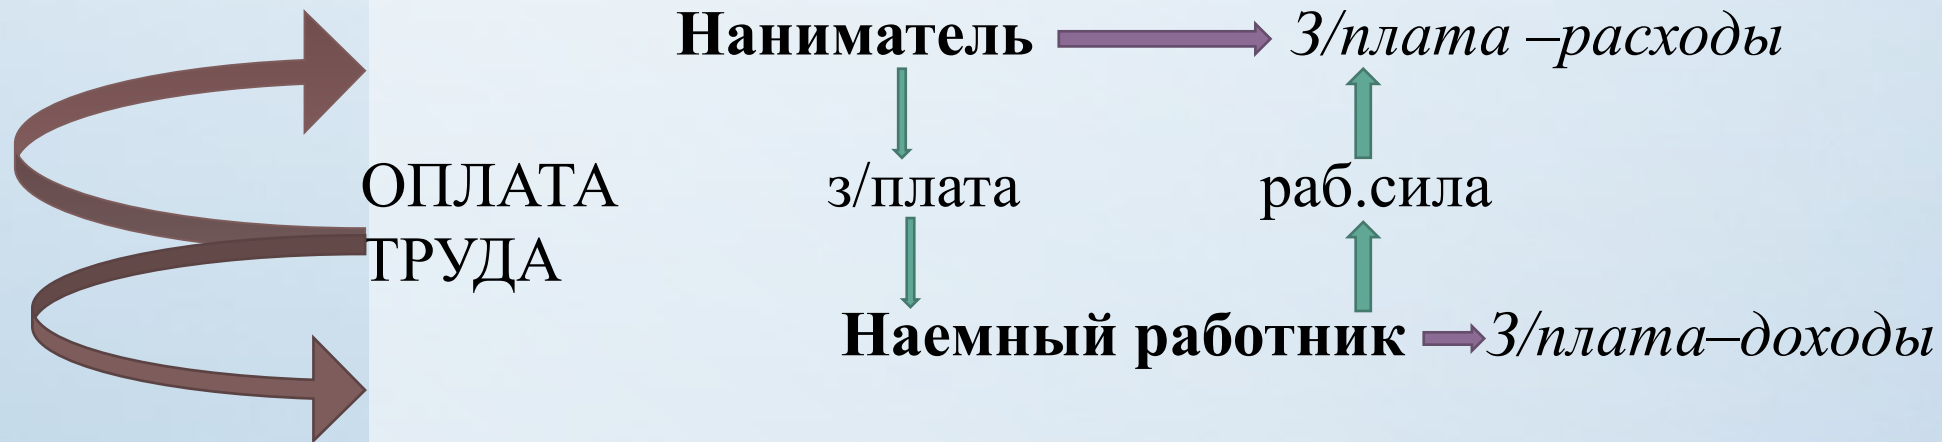 Наниматель З/плата –расходы
ОПЛАТА з/плата раб.сила
ТРУДА
Наемный работник З/плата–доходы